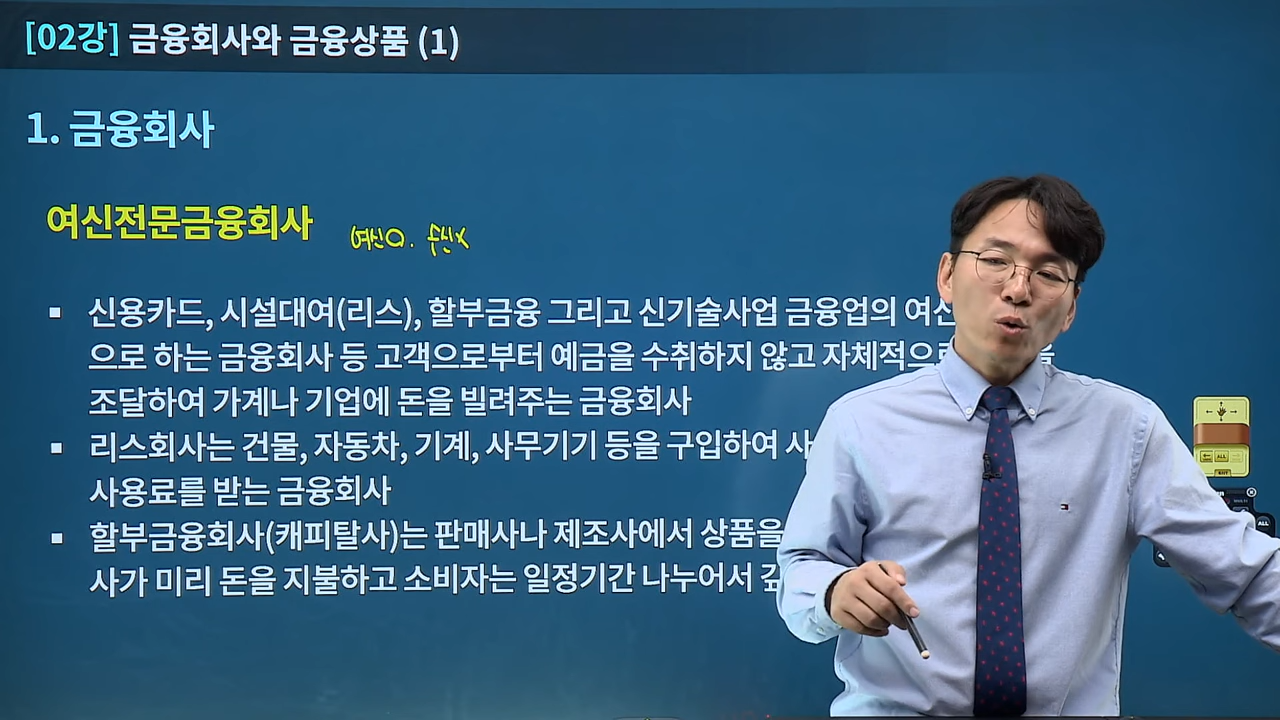 [02강] 금융회사와 금융상품 (1)
1. 금융회사
여신전문금융회사
신용카드, 시설대여(리스), 할부금융 그리고 신기술사업 금융업의 여신
으로 하는 금융회사 등 고객으로부터 예금을 수취하지 않고 자체적으로
조달하여 가계나 기업에 돈을 빌려주는 금융회사
리스회사는 건물, 자동차, 기계, 사무기기 등을 구입하여 사
사용료를 받는 금융회사
할부금융회사(캐피탈사)는 판매사나 제조사에서 상품을
사가 미리 돈을 지불하고 소비자는 일정기간 나누어서 갚
ALL
EXIT
ALL